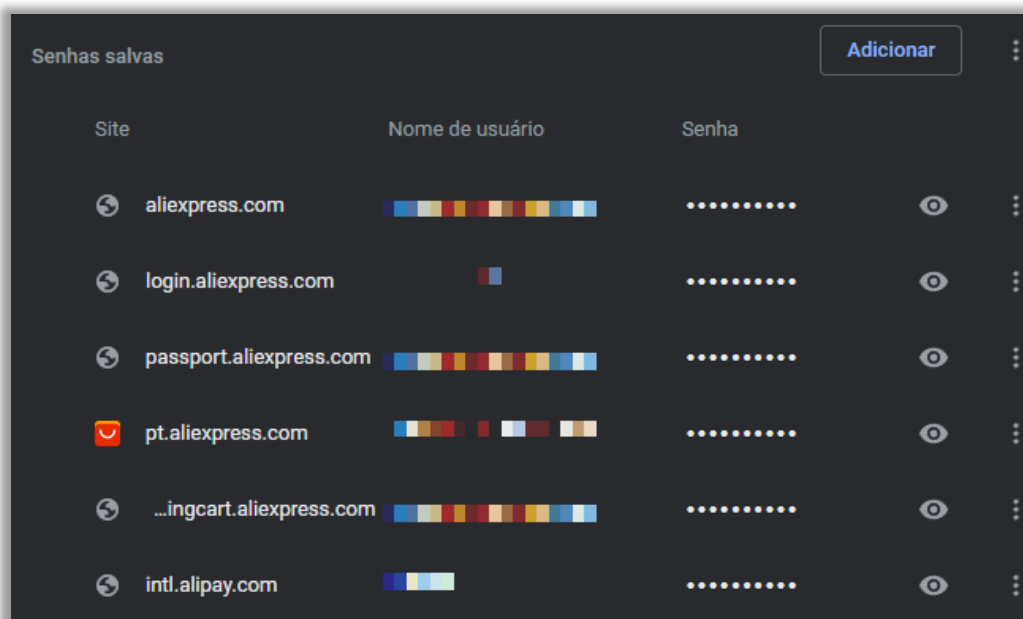 Senhas salvas Adicionar
Site Nome de usuário Senha
aliexpress.com ••••••••••
login.aliexpress.com ••••••••••
passport.aliexpress.com ••••••••••
pt.aliexpress.com ••••••••••
...ingcart.aliexpress.com ••••••••••
intl.alipay.com ••••••••••